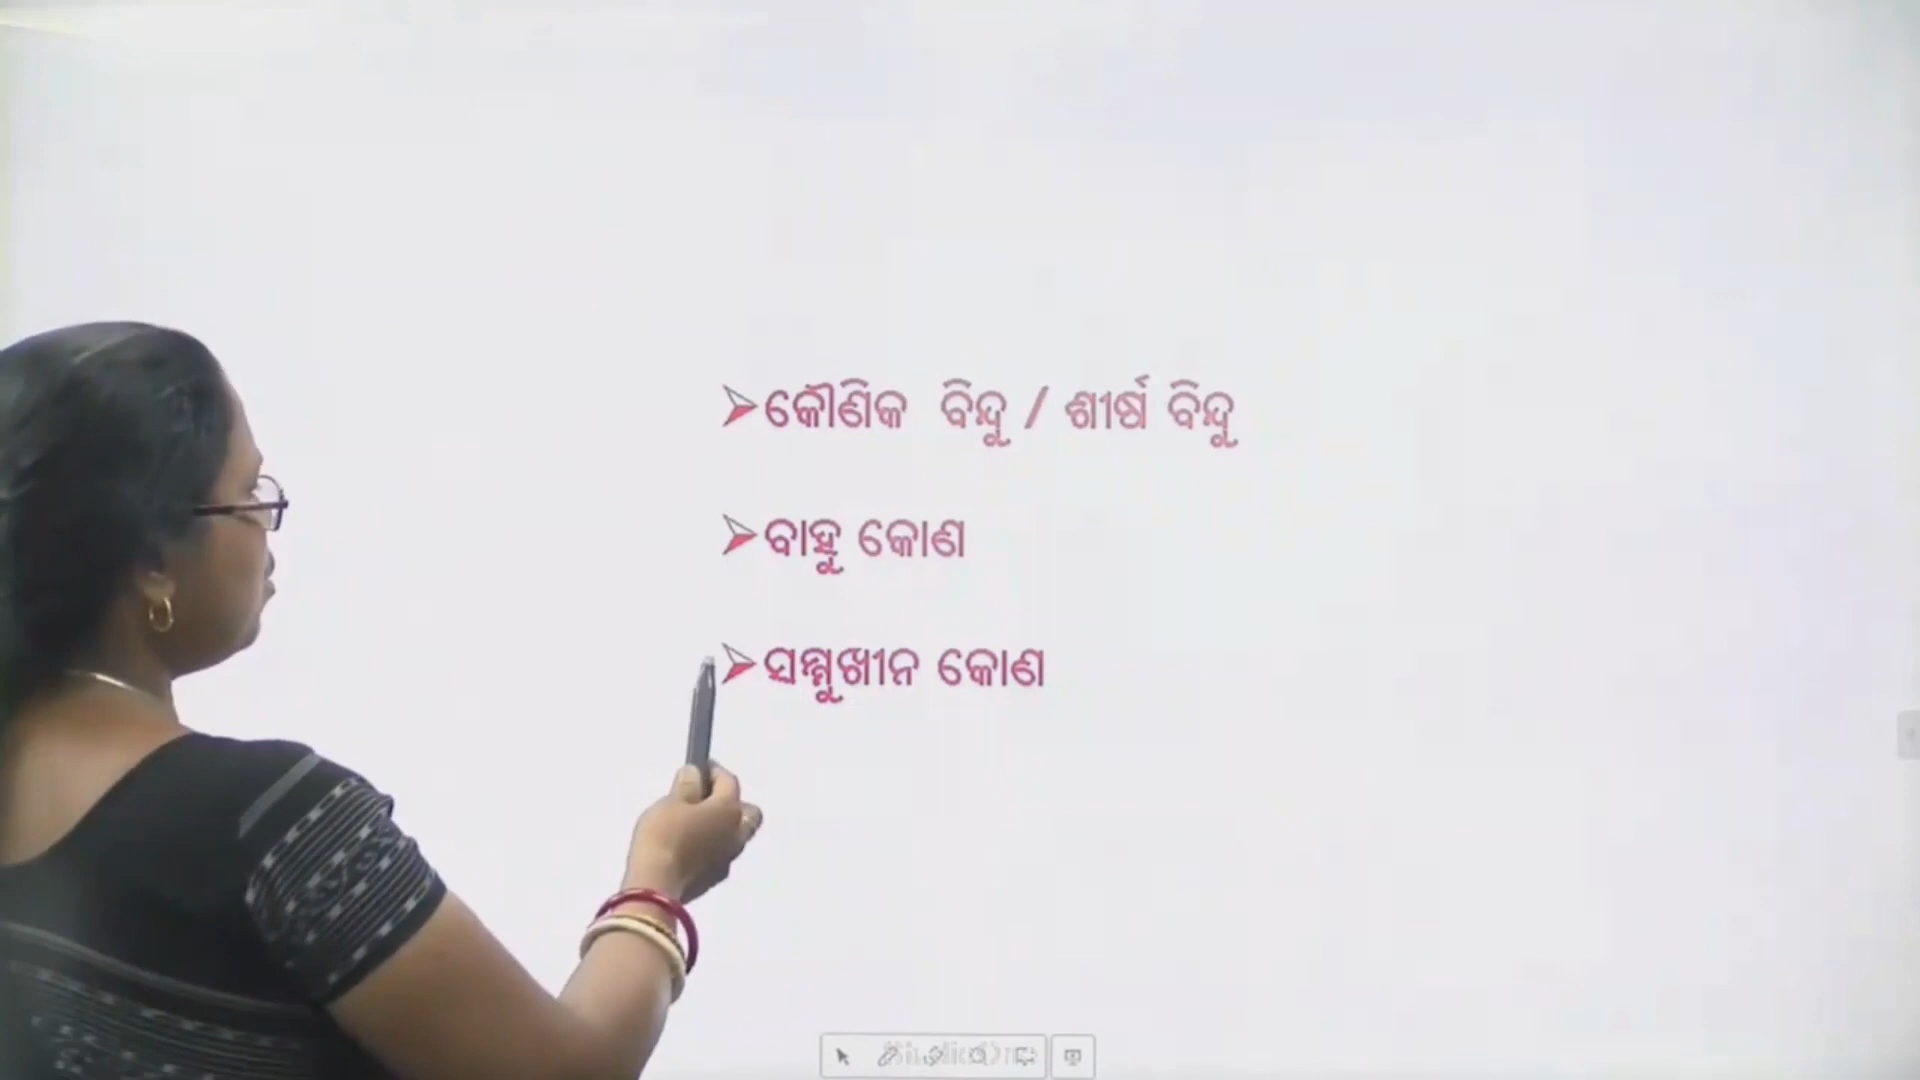 କୌଣିକ ବିନ୍ଦୁ / ଶୀର୍ଷ ବିନ୍ଦୁ
ବାହୁ କୋଣ
ସମ୍ମୁଖୀନ କୋଣ